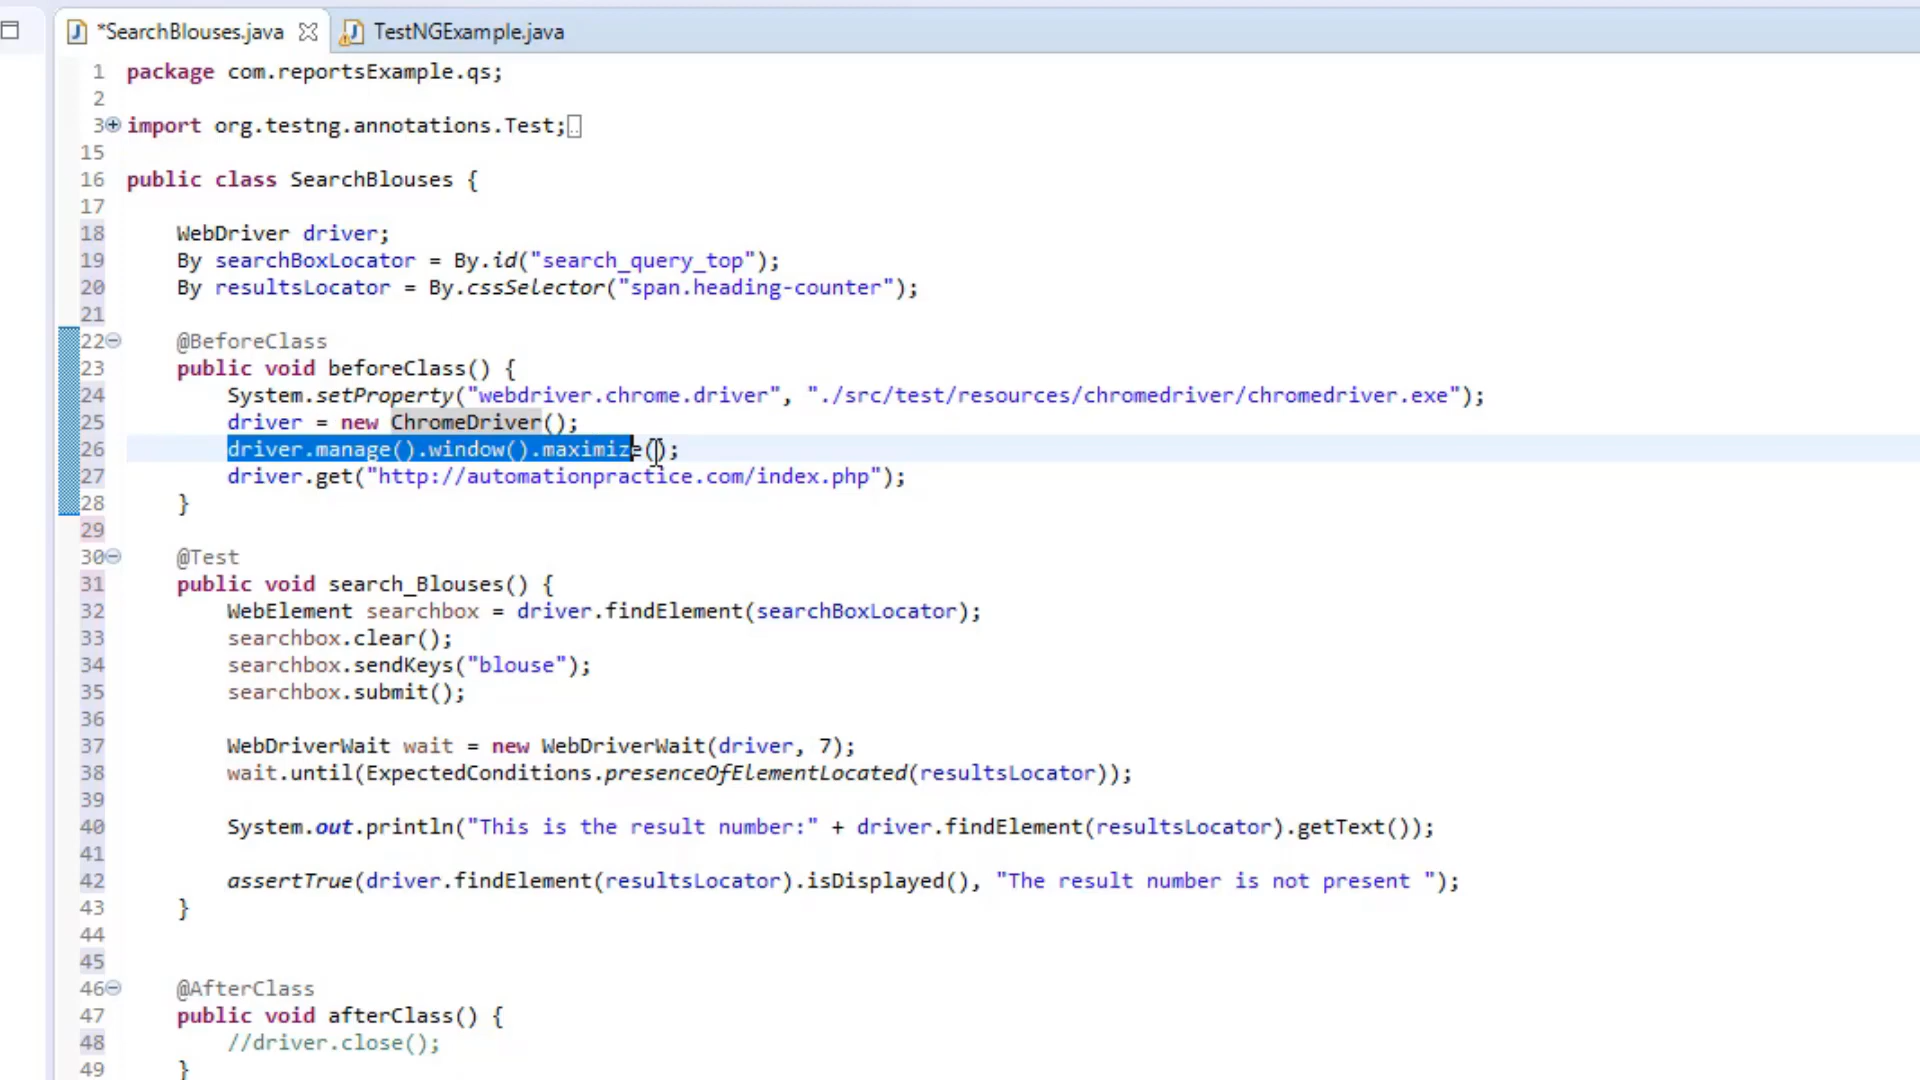 *SearchBlouses.java TestNGExample.java
1 package com.reportsExample.qs;
2
3 import org.testng.annotations.Test;
15
16 public class SearchBlouses {
17
18 WebDriver driver;
19 By searchBoxLocator = By.id("search_query_top");
20 By resultsLocator = By.cssSelector("span.heading-counter");
21
22 @BeforeClass
23 public void beforeClass() {
24 System.setProperty("webdriver.chrome.driver", "./src/test/resources/chromedriver/chromedriver.exe");
25 driver = new ChromeDriver();
26 driver.manage().window().maximize();
27 driver.get("http://automationpractice.com/index.php");
28 }
29
30 @Test
31 public void search_Blouses() {
32 WebElement searchbox = driver.findElement(searchBoxLocator);
33 searchbox.clear();
34 searchbox.sendKeys("blouse");
35 searchbox.submit();
36
37 WebDriverWait wait = new WebDriverWait(driver, 7);
38 wait.until(ExpectedConditions.presenceOfElementLocated(resultsLocator));
39
40 System.out.println("This is the result number:" + driver.findElement(resultsLocator).getText());
41
42 assertTrue(driver.findElement(resultsLocator).isDisplayed(), "The result number is not present ");
43 }
44
45
46 @AfterClass
47 public void afterClass() {
48 //driver.close();
49 }